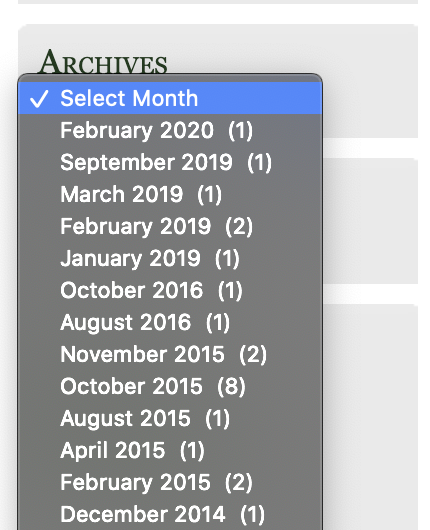 Archives
✓ Select Month
February 2020 (1)
September 2019 (1)
March 2019 (1)
February 2019 (2)
January 2019 (1)
October 2016 (1)
August 2016 (1)
November 2015 (2)
October 2015 (8)
August 2015 (1)
April 2015 (1)
February 2015 (2)
December 2014 (1)